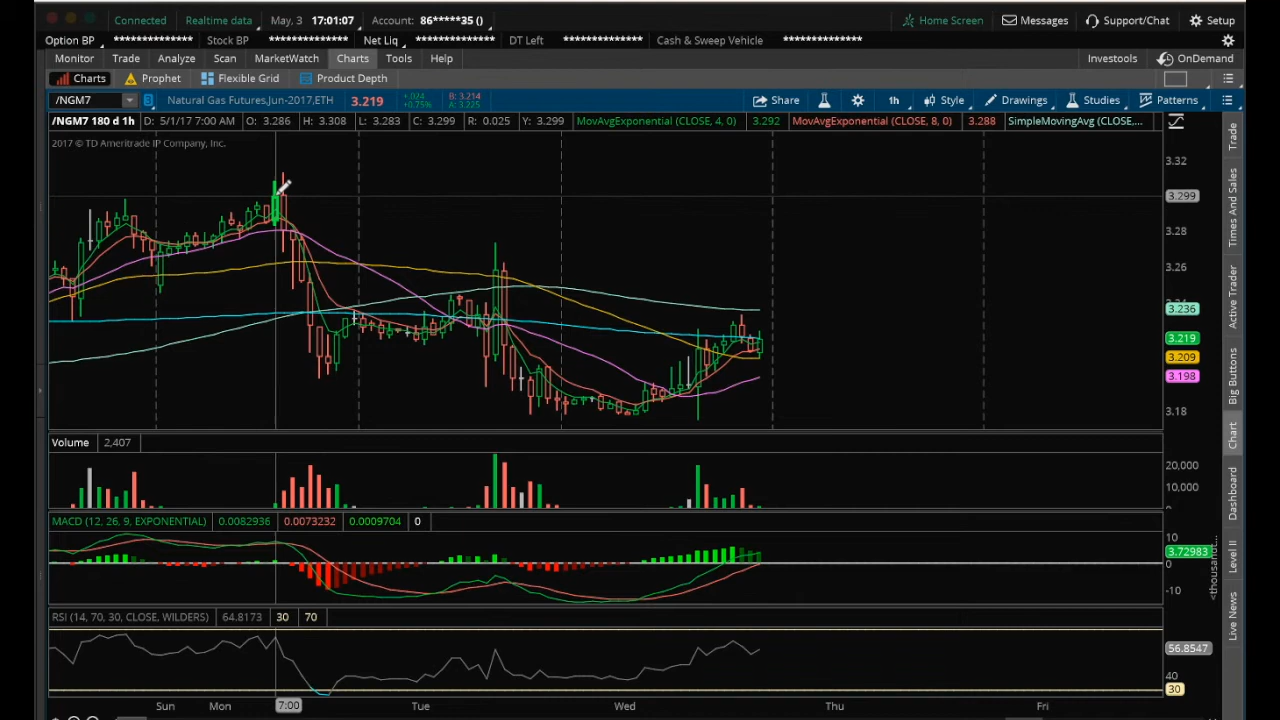 Connected Realtime data May, 3 17:01:07 Account: 86*****35 () Home Screen Messages Support/Chat Setup
Option BP ************** Stock BP ************** Net Liq ************** DT Left ************** Cash & Sweep Vehicle **************
Monitor Trade Analyze Scan MarketWatch Charts Tools Help Investools OnDemand
Charts Prophet Flexible Grid Product Depth
/NGM7 3 Natural Gas Futures,Jun-2017,ETH 3.219 +.024 +0.75% B: 3.214 A: 3.225 Share 1h Style Drawings Studies Patterns
/NGM7 180 d 1h D: 5/1/17 7:00 AM O: 3.286 H: 3.308 L: 3.283 C: 3.299 R: 0.025 Y: 3.299 MovAvgExponential (CLOSE, 4, 0) 3.292 MovAvgExponential (CLOSE, 8, 0) 3.288 SimpleMovingAvg (CLOSE,...
2017 © TD Ameritrade IP Company, Inc.
3.32
3.299
3.28
3.26
3.236
3.219
3.209
3.198
3.18
Volume 2,407
20,000
10,000
MACD (12, 26, 9, EXPONENTIAL) 0.0082936 0.0073232 0.0009704 0
10
3.72983
0
-10
RSI (14, 70, 30, CLOSE, WILDERS) 64.8173 30 70
56.8547
40
30
Sun Mon 7:00 Tue Wed Thu Fri
Trade
Times And Sales
Active Trader
Big Buttons
Chart
Dashboard
Level II
Live News